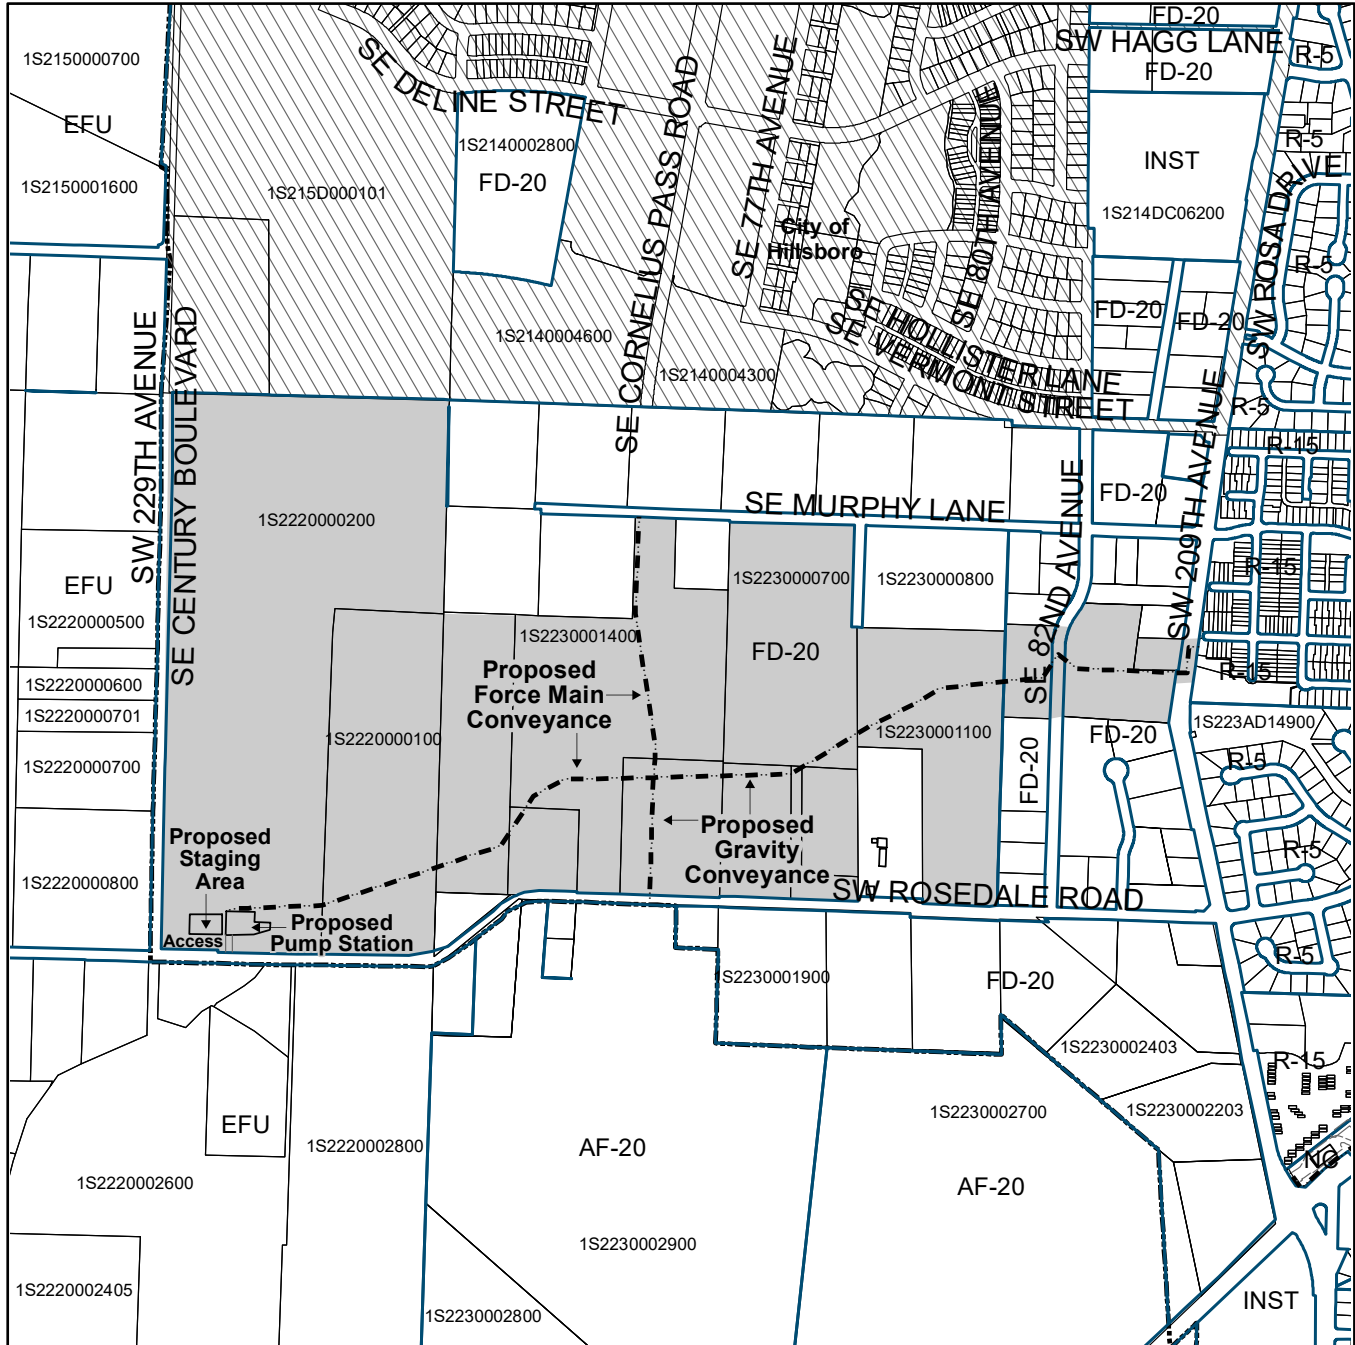 FD-20
SW HAGG LANE
FD-20
R-5
1S2150000700
SE DELINE STREET
SE CORNELIUS PASS ROAD
SE 77TH AVENUE
SE 80TH AVENUE
EFU
1S2140002800
FD-20
INST
R-5
1S2150001600
1S215D000101
1S214DC06200
SW ROSA DRIVE
City of
Hillsboro
R-5
SW 229TH AVENUE
SE CENTURY BOULEVARD
1S2140004600
1S2140004300
SE HOLLISTER LANE
SE VERMONT STREET
FD-20
FD-20
R-5
R-15
SW 209TH AVENUE
FD-20
SE MURPHY LANE
SE 82ND AVENUE
1S2220000200
EFU
1S2220000500
1S2230000700
1S2230000800
R-15
1S2230001400
FD-20
Proposed
Force Main
Conveyance
1S2220000600
1S2220000701
1S2220000700
1S2220000100
1S2230001100
R-15
1S223AD14900
FD-20
FD-20
R-5
Proposed
Staging
Area
Proposed
Gravity
Conveyance
R-5
1S2220000800
SW ROSEDALE ROAD
Access
Proposed
Pump Station
R-5
1S2230001900
FD-20
1S2230002403
R-15
EFU
1S2220002800
AF-20
1S2230002700
1S2230002203
NC
1S2220002600
AF-20
1S2230002900
1S2220002405
1S2230002800
INST